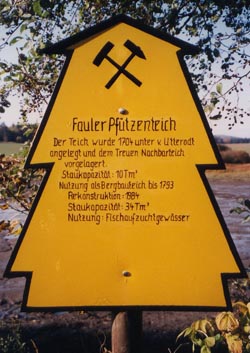 Fauler Pfützenteich
Der Teich wurde 1704 unter v. Utterodt
angelegt und dem Treuen Nachbarteich
vorgelagert.
Staukapazität: 10 Tm³
Nutzung als Bergbauteich bis 1793
Rekonstruktion: 1984
Staukapazität: 34 Tm³
Nutzung: Fischaufzuchtgewässer